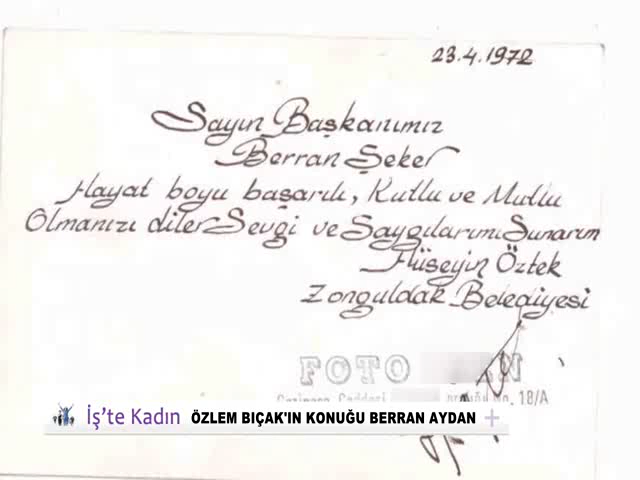 23.4.1972
Sayın Başkanımız
Berran Şeker
Hayat boyu başarılı, Kutlu ve Mutlu
Olmanızı diler Sevgi ve Saygılarımı Sunarım
Hüseyin Öztek
Zonguldak Belediyesi
FOTO
Caddesi No. 18/A
İş'te Kadın ÖZLEM BIÇAK'IN KONUĞU BERRAN AYDAN